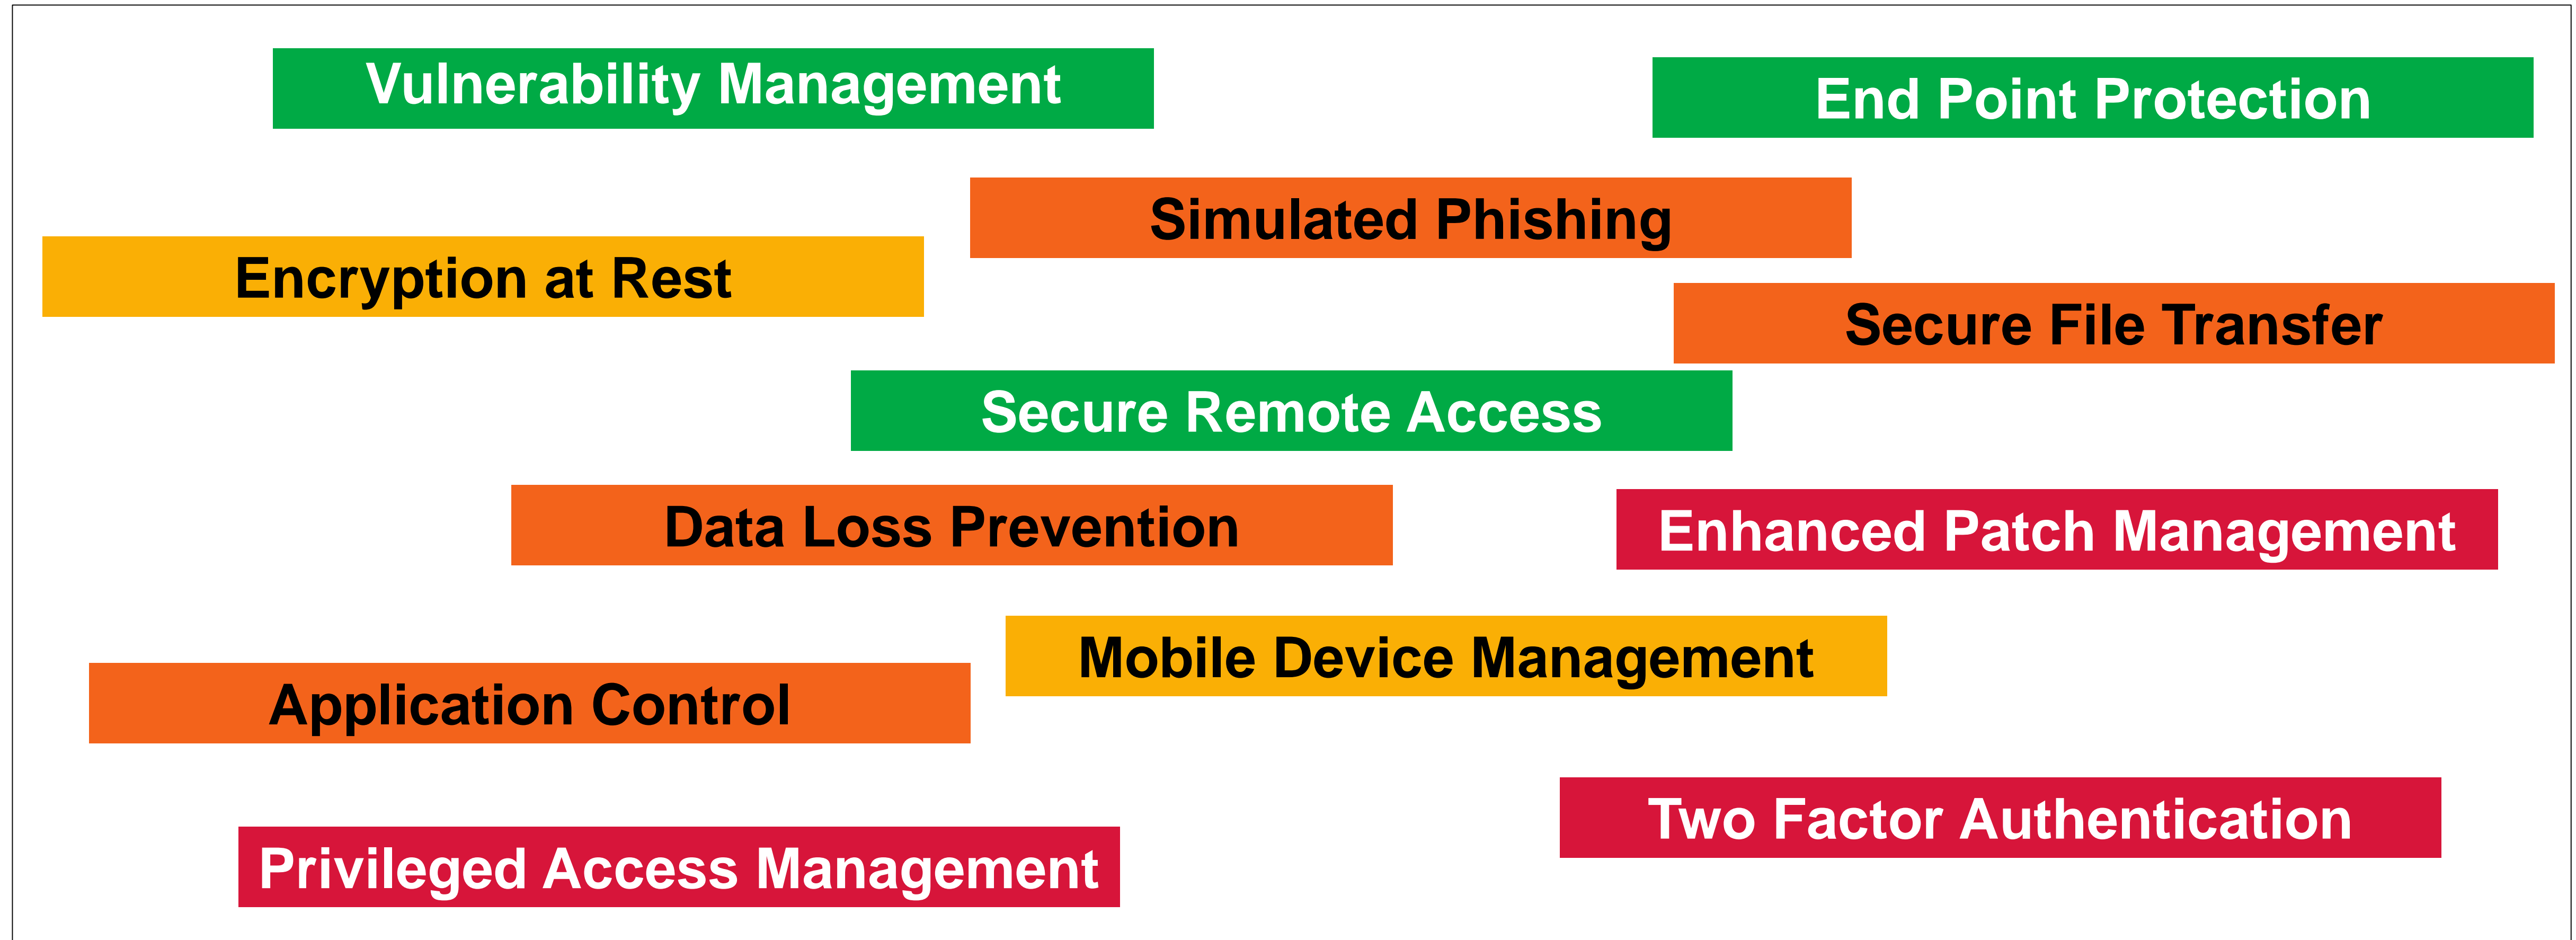 Vulnerability Management
End Point Protection
Simulated Phishing
Encryption at Rest
Secure File Transfer
Secure Remote Access
Data Loss Prevention
Enhanced Patch Management
Mobile Device Management
Application Control
Two Factor Authentication
Privileged Access Management